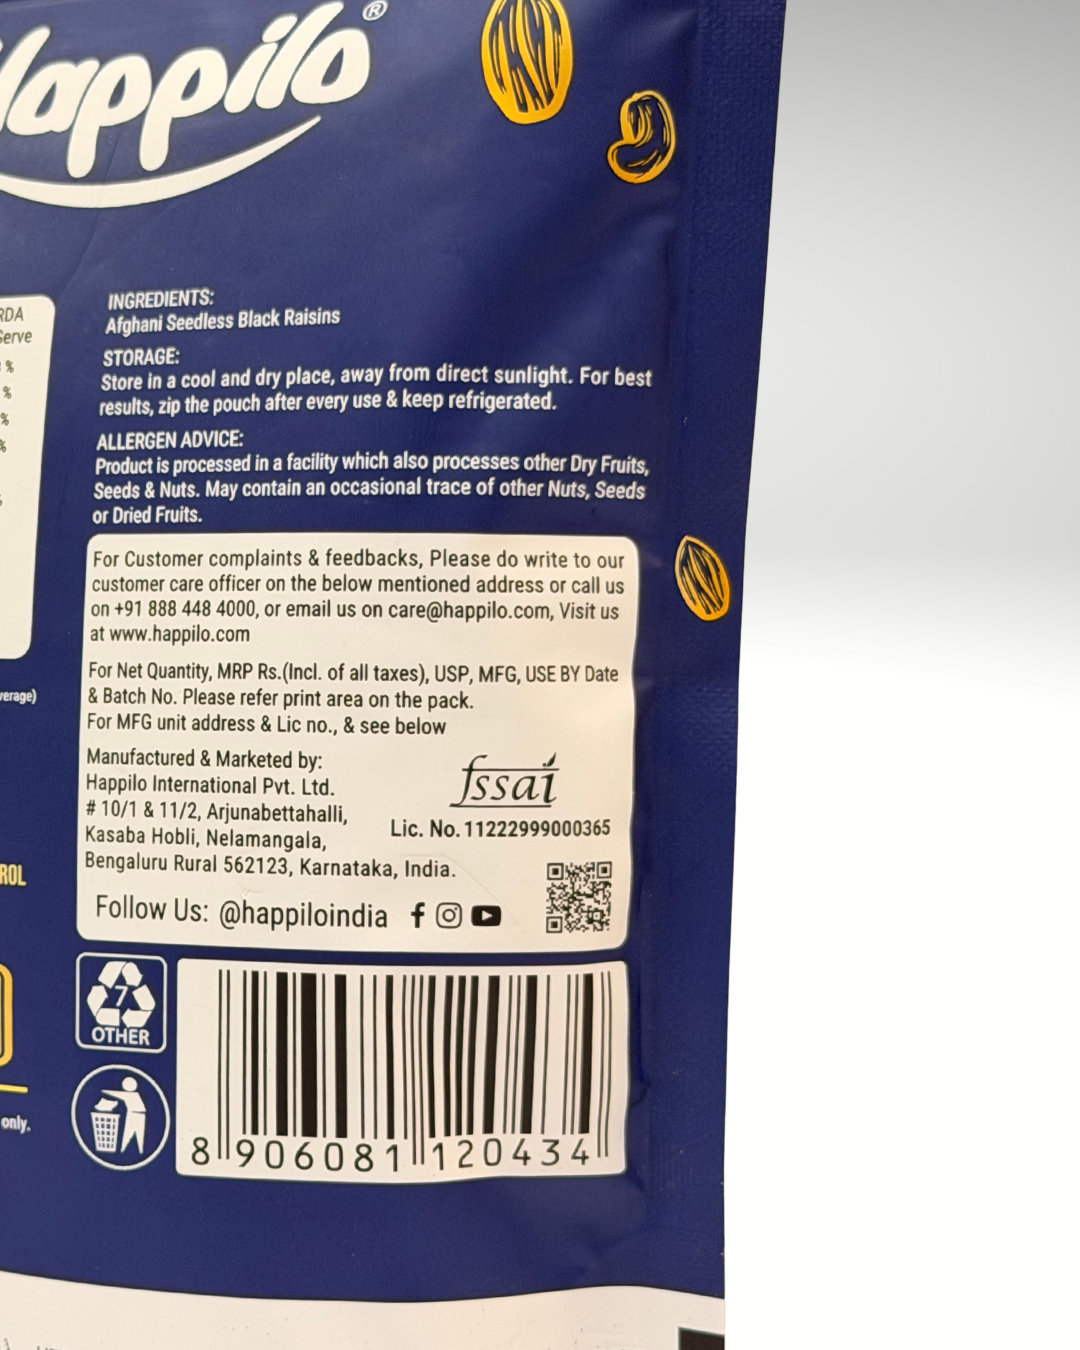 Happilo®
RDA
Serve
%
%
%
%
INGREDIENTS:
Afghani Seedless Black Raisins
STORAGE:
Store in a cool and dry place, away from direct sunlight. For best
results, zip the pouch after every use & keep refrigerated.
ALLERGEN ADVICE:
Product is processed in a facility which also processes other Dry Fruits,
Seeds & Nuts. May contain an occasional trace of other Nuts, Seeds
or Dried Fruits.
For Customer complaints & feedbacks, Please do write to our
customer care officer on the below mentioned address or call us
on +91 888 448 4000, or email us on care@happilo.com, Visit us
at www.happilo.com
For Net Quantity, MRP Rs.(Incl. of all taxes), USP, MFG, USE BY Date
& Batch No. Please refer print area on the pack.
For MFG unit address & Lic no., & see below
Manufactured & Marketed by:
Happilo International Pvt. Ltd.
# 10/1 & 11/2, Arjunabettahalli,
Kasaba Hobli, Nelamangala,
Bengaluru Rural 562123, Karnataka, India.
fssai
Lic. No. 11222999000365
Follow Us: @happiloindia
7
OTHER
only.
8 906081 120434